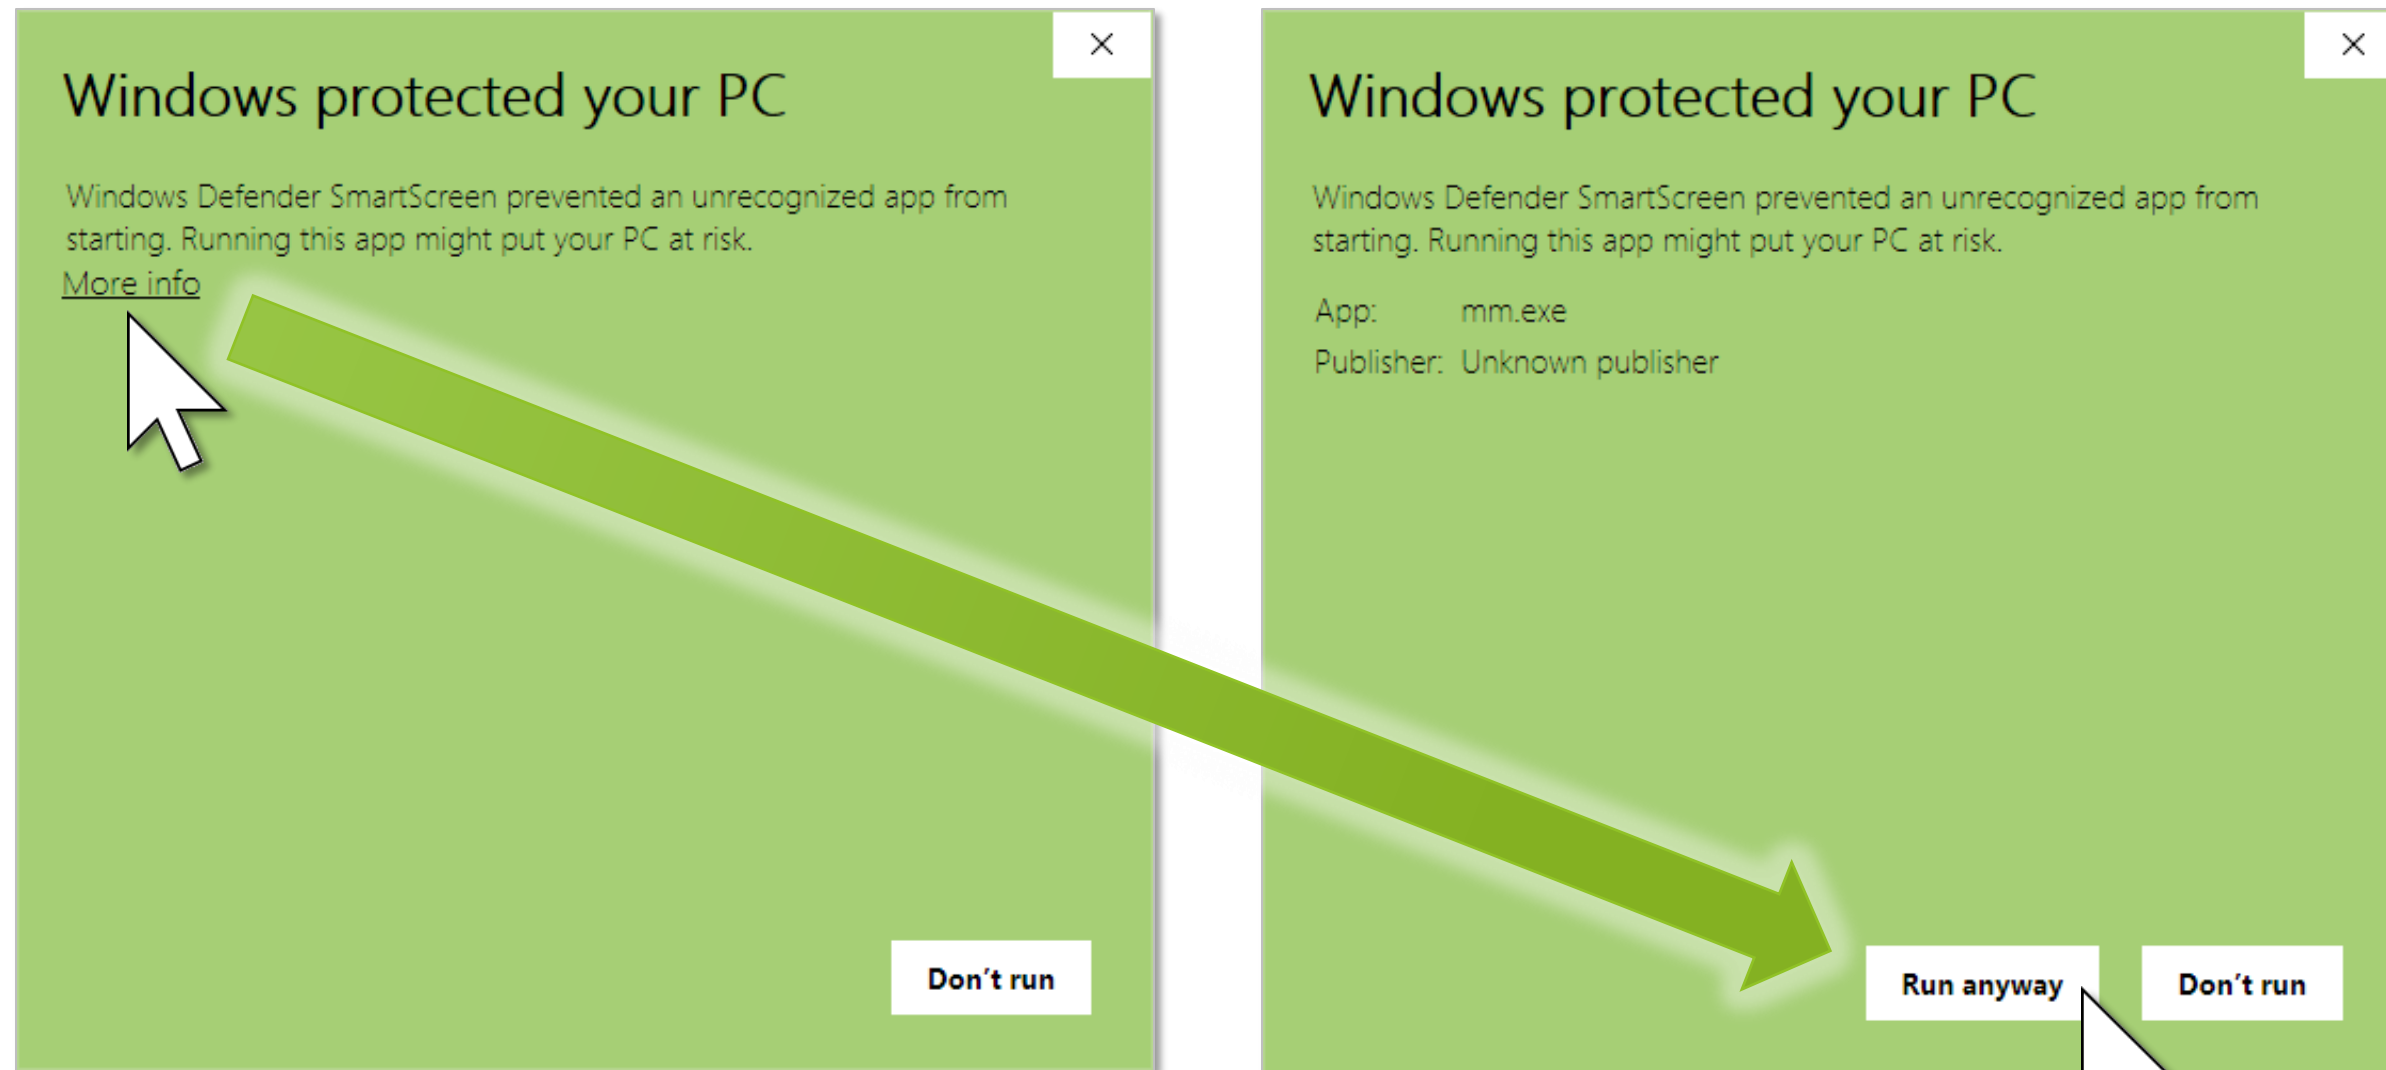 Windows protected your PC
Windows Defender SmartScreen prevented an unrecognized app from
starting. Running this app might put your PC at risk.
More info
Don't run
Windows protected your PC
Windows Defender SmartScreen prevented an unrecognized app from
starting. Running this app might put your PC at risk.
App: mm.exe
Publisher: Unknown publisher
Run anyway Don't run